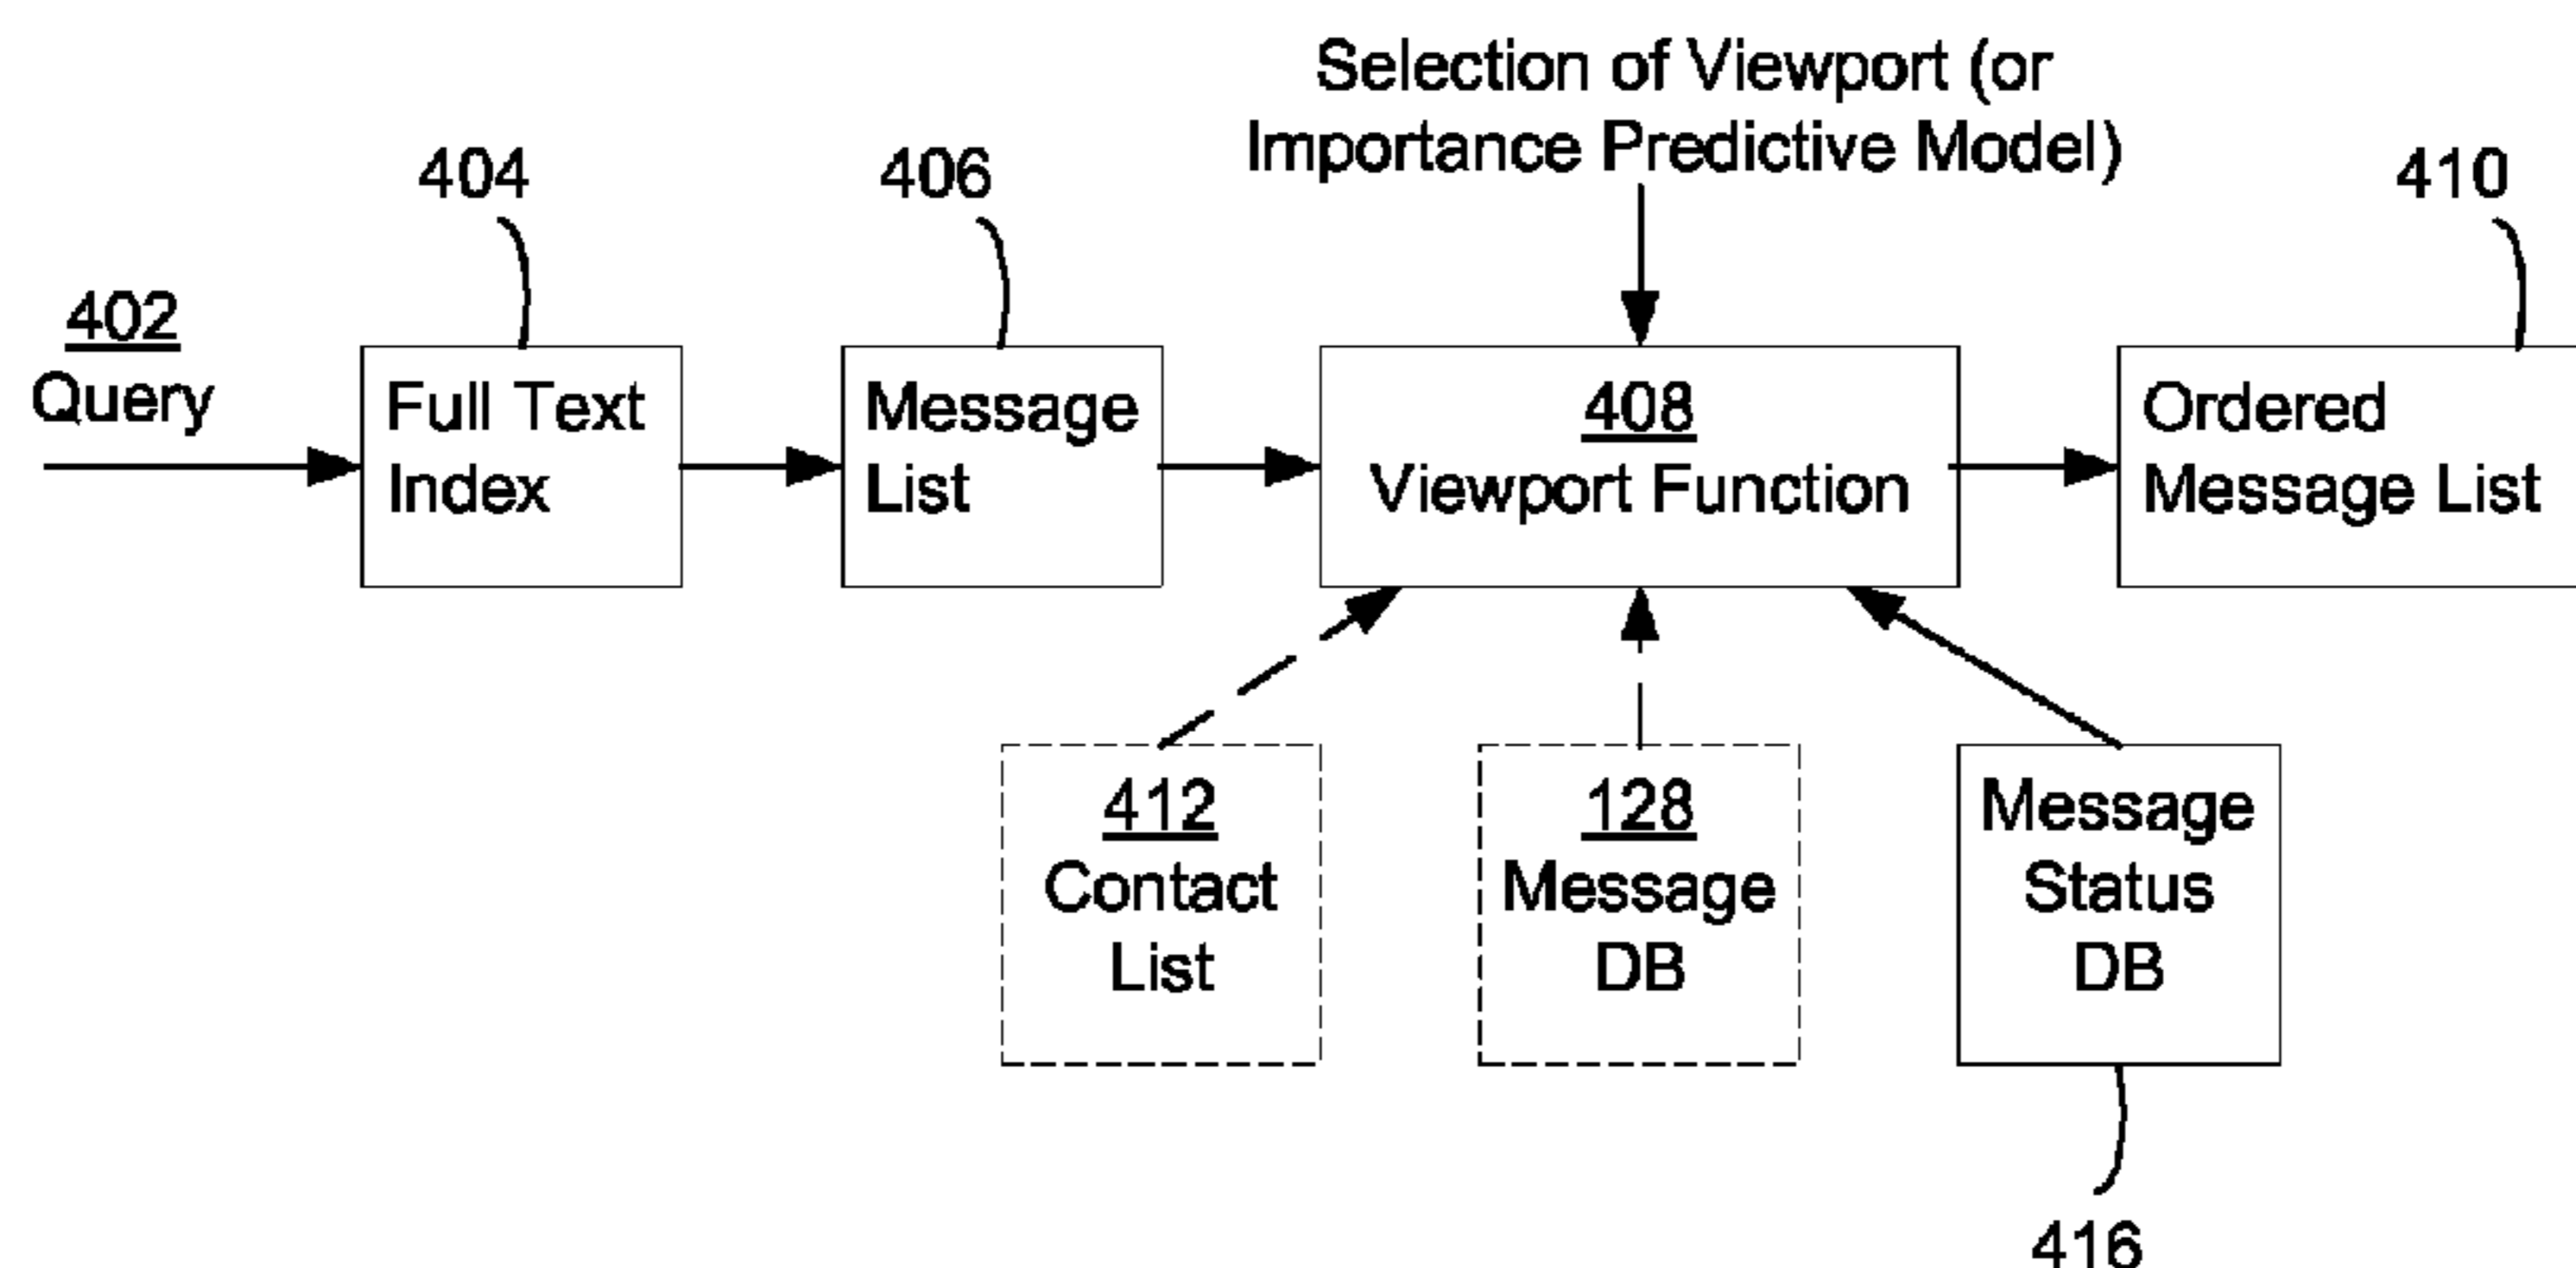 Selection of Viewport (or
Importance Predictive Model)
404
406
410
402
Query
Full Text
Index
Message
List
408
Viewport Function
Ordered
Message List
412
Contact
List
128
Message
DB
Message
Status
DB
416